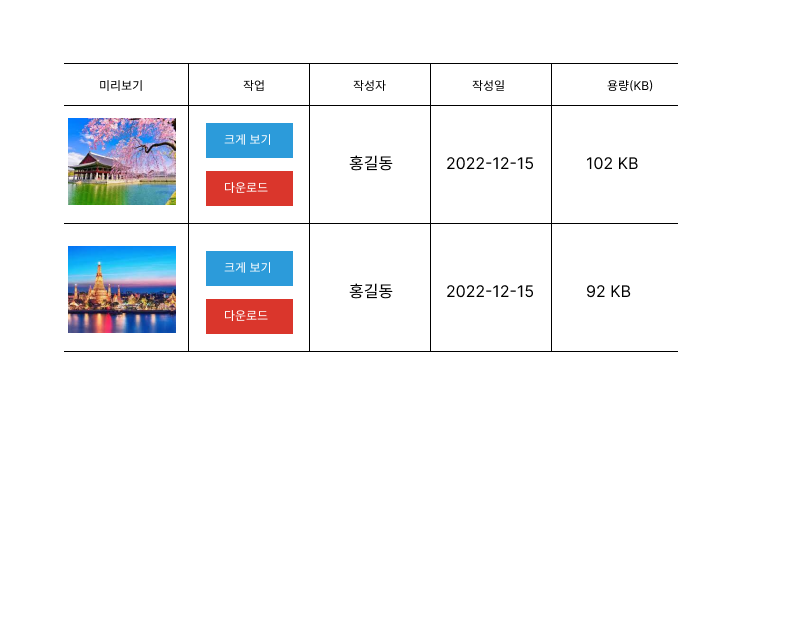 미리보기 작업 작성자 작성일 용량(KB)
크게 보기
다운로드
홍길동 2022-12-15 102 KB
크게 보기
다운로드
홍길동 2022-12-15 92 KB